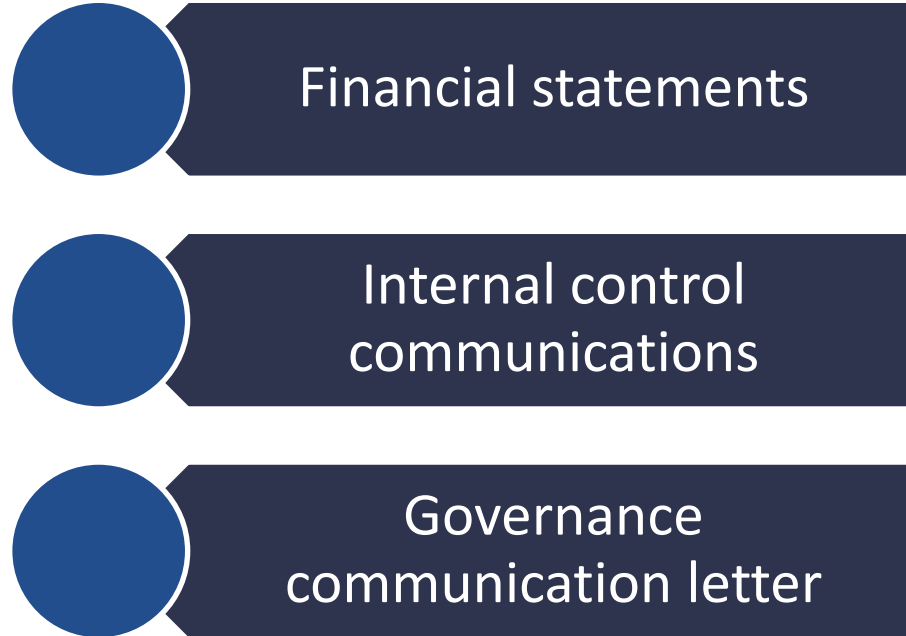 Financial statements
Internal control
communications
Governance
communication letter